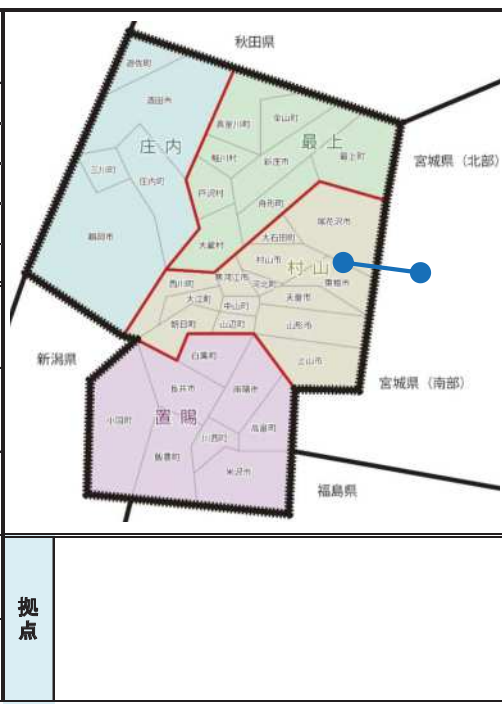 秋田県
遊佐町
酒田市
金山町
真室川町
最上
庄内
鮭川村
新庄市
最上町
宮城県（北部）
三川町
庄内町
戸沢村
舟形町
鶴岡市
尾花沢市
大石田町
大蔵村
村山市
村山
西川町
寒河江市
河北町
東根市
大江町
天童市
中山町
朝日町
山辺町
山形市
新潟県
白鷹町
上山市
宮城県（南部）
長井市
南陽市
小国町
置賜
高畠町
川西町
飯豊町
米沢市
福島県
拠点